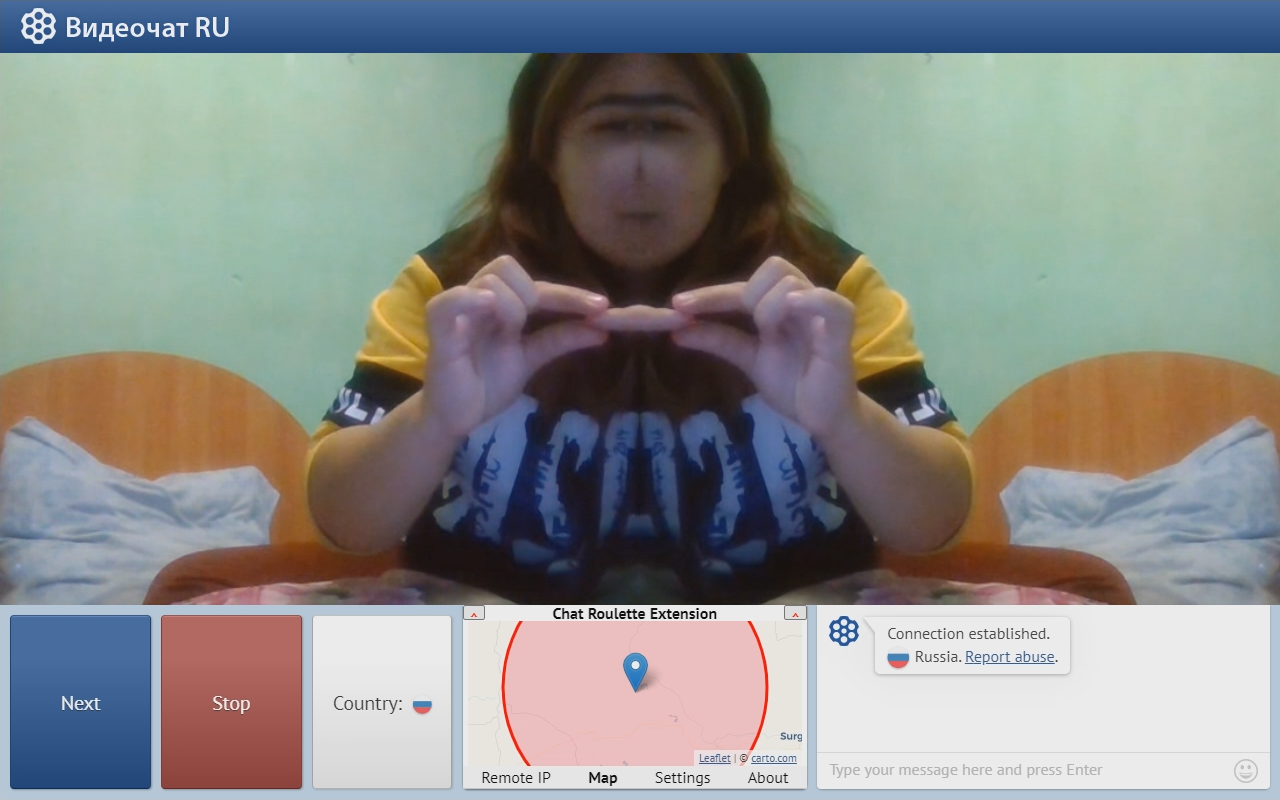 Видеочат RU
Next
Stop
Country:
Chat Roulette Extension
Surg
Leaflet | © carto.com
Remote IP
Map
Settings
About
Connection established.
Russia. Report abuse.
Type your message here and press Enter